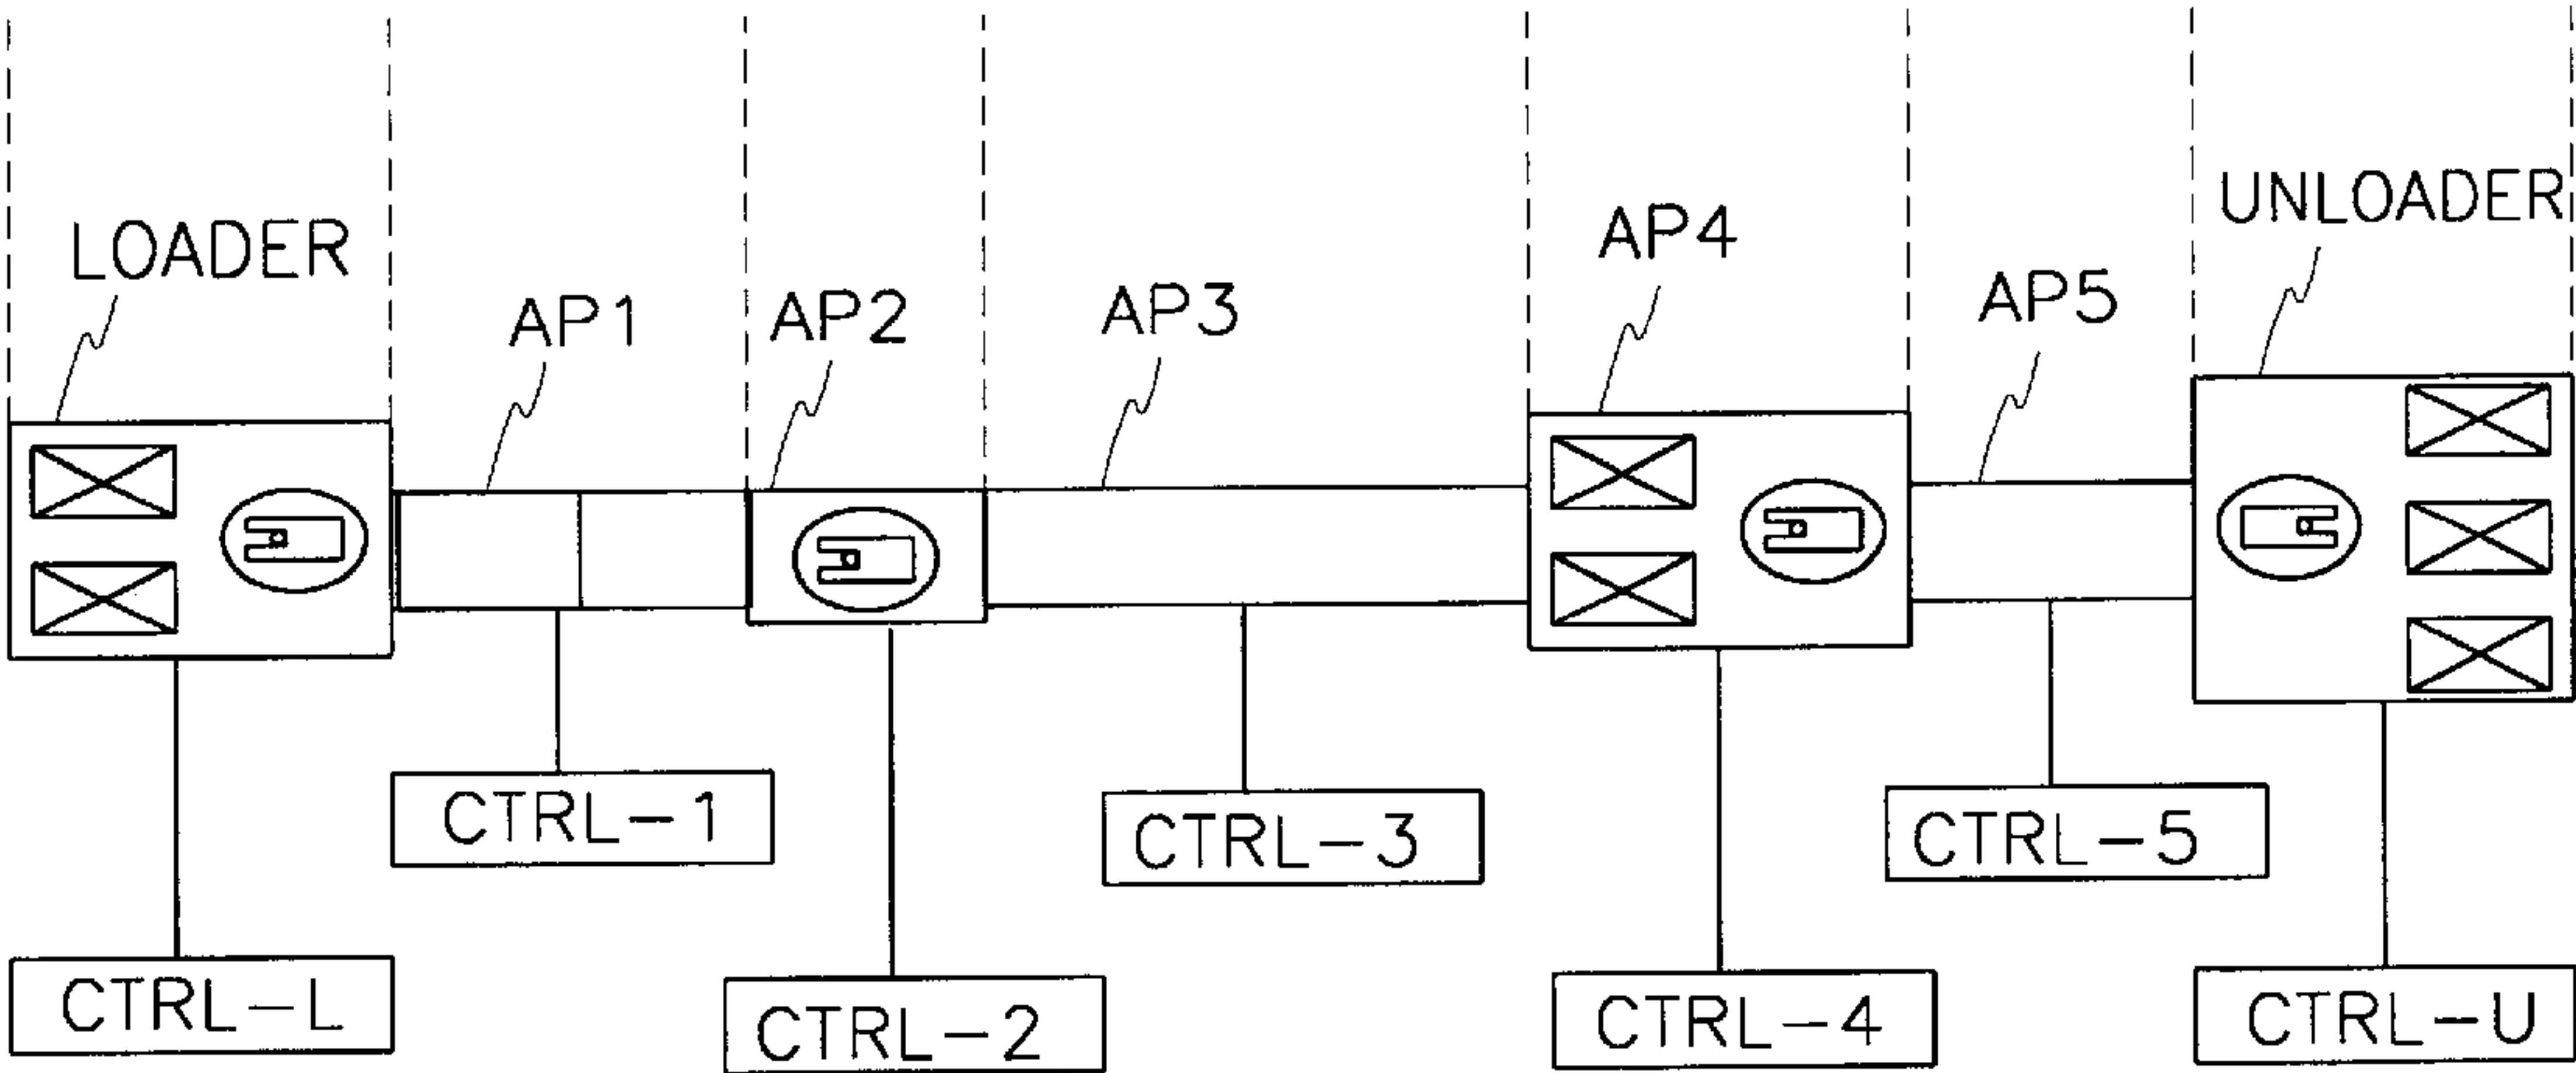 LOADER
AP1
AP2
AP3
AP4
AP5
UNLOADER
CTRL-1
CTRL-3
CTRL-5
CTRL-L
CTRL-2
CTRL-4
CTRL-U